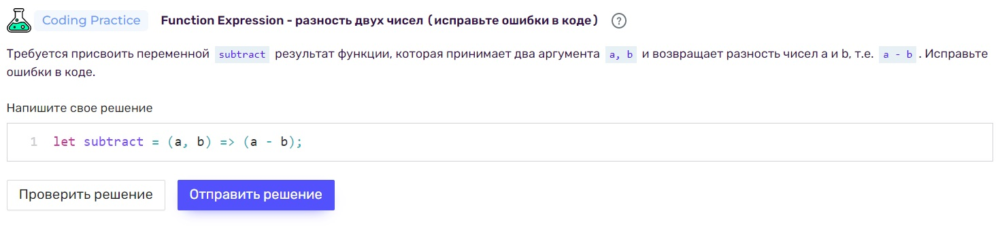 Coding Practice Function Expression - разность двух чисел (исправьте ошибки в коде) ?
Требуется присвоить переменной subtract результат функции, которая принимает два аргумента a, b и возвращает разность чисел a и b, т.е. a - b . Исправьте
ошибки в коде.
Напишите свое решение
1 let subtract = (a, b) => (a - b);
Проверить решение Отправить решение